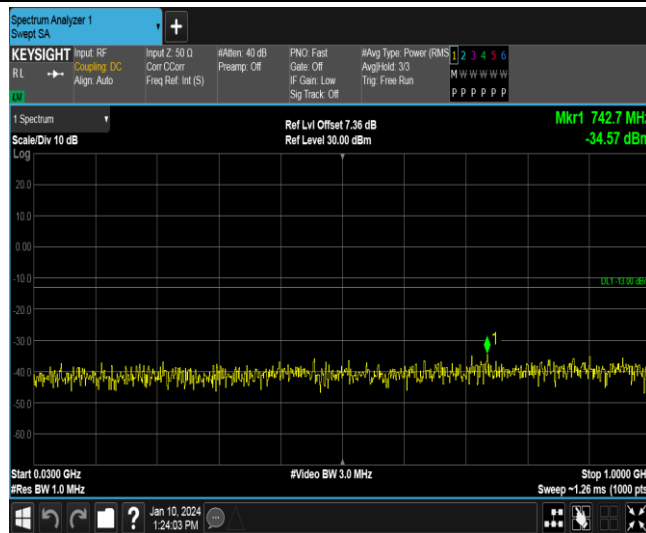 Spectrum Analyzer 1
Swept SA
+
KEYSIGHT Input: RF Input Z: 50 Ω #Atten: 40 dB PNO: Fast #Avg Type: Power (RMS 1 2 3 4 5 6
RL Coupling: DC Corr CCorr Preamp: Off Gate: Off Avg|Hold: 3/3 M W W W W W
Align: Auto Freq Ref: Int (S) IF Gain: Low Trig: Free Run
Sig Track: Off P P P P P P
1 Spectrum
Ref Lvl Offset 7.36 dB Mkr1 742.7 MHz
Scale/Div 10 dB Ref Level 30.00 dBm -34.57 dBm
Log
20.0
10.0
0.00
-10.0
DL1 -13.00 dBm
-20.0
-30.0
1
-40.0
-50.0
-60.0
Start 0.0300 GHz #Video BW 3.0 MHz Stop 1.0000 GH
#Res BW 1.0 MHz Sweep ~1.26 ms (1000 pts
? Jan 10, 2024
1:24:03 PM